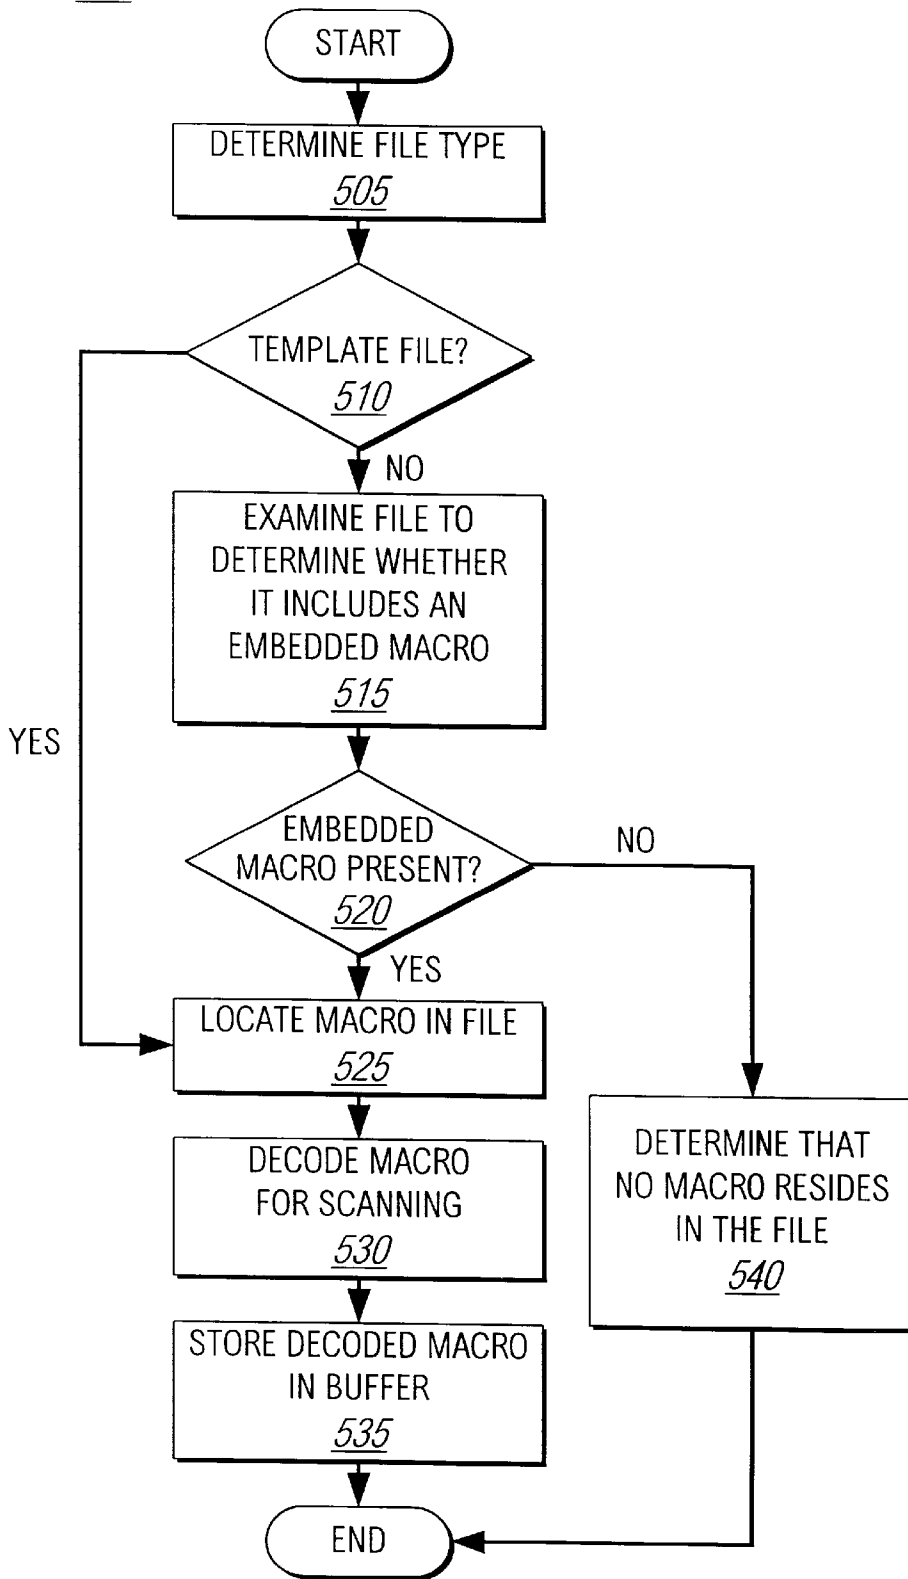 START
DETERMINE FILE TYPE
505
TEMPLATE FILE?
510
NO
EXAMINE FILE TO
DETERMINE WHETHER
IT INCLUDES AN
EMBEDDED MACRO
515
YES
EMBEDDED
MACRO PRESENT?
520
NO
YES
LOCATE MACRO IN FILE
525
DECODE MACRO
FOR SCANNING
530
DETERMINE THAT
NO MACRO RESIDES
IN THE FILE
540
STORE DECODED MACRO
IN BUFFER
535
END